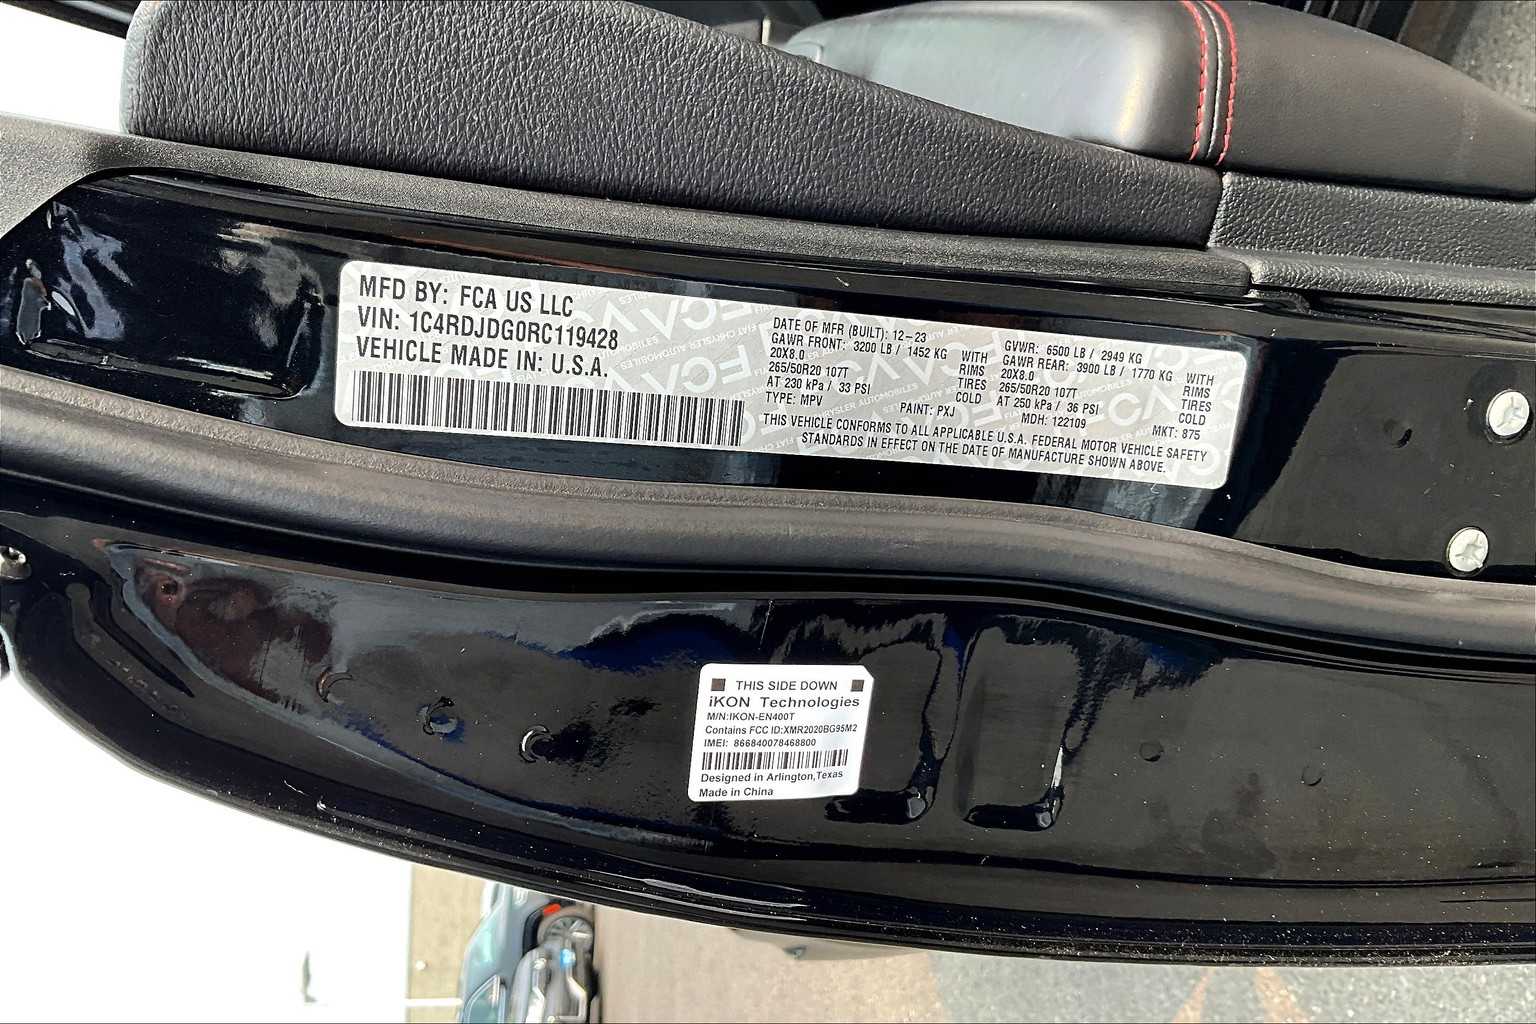 MFD BY: FCA US LLC
VIN: 1C4RDJDG0RC119428
VEHICLE MADE IN: U.S.A.
DATE OF MFR (BUILT): 12-23
GAWR FRONT: 3200 LB / 1452 KG WITH
20X8.0 RIMS
265/50R20 107T TIRES
AT 230 kPa / 33 PSI COLD
TYPE: MPV PAINT: PXJ
GVWR: 6500 LB / 2949 KG
GAWR REAR: 3900 LB / 1770 KG WITH
20X8.0 RIMS
265/50R20 107T TIRES
AT 250 kPa / 36 PSI COLD
MDH: 122109 MKT: 875
THIS VEHICLE CONFORMS TO ALL APPLICABLE U.S.A. FEDERAL MOTOR VEHICLE SAFETY
STANDARDS IN EFFECT ON THE DATE OF MANUFACTURE SHOWN ABOVE.
THIS SIDE DOWN
iKON Technologies
M/N:IKON-EN400T
Contains FCC ID:XMR2020BG95M2
IMEI: 866840078468800
Designed in Arlington,Texas
Made in China